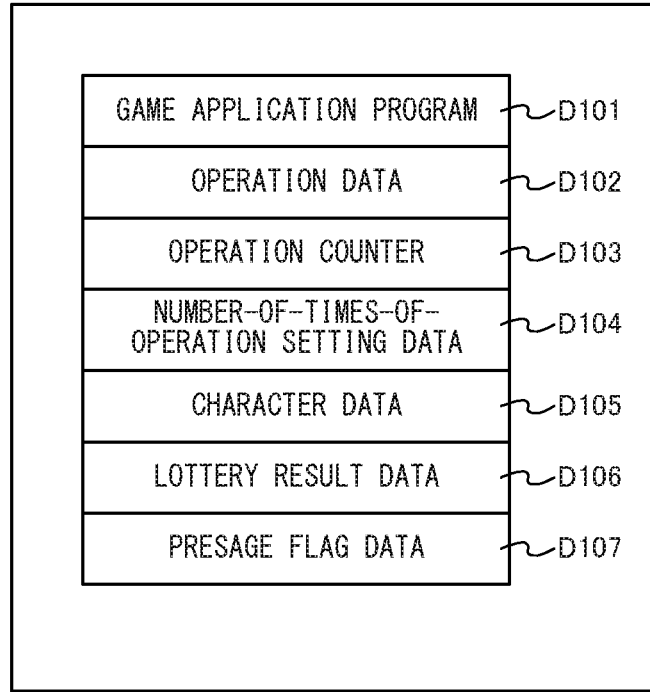 GAME APPLICATION PROGRAM D101
OPERATION DATA D102
OPERATION COUNTER D103
NUMBER-OF-TIMES-OF-
OPERATION SETTING DATA D104
CHARACTER DATA D105
LOTTERY RESULT DATA D106
PRESAGE FLAG DATA D107